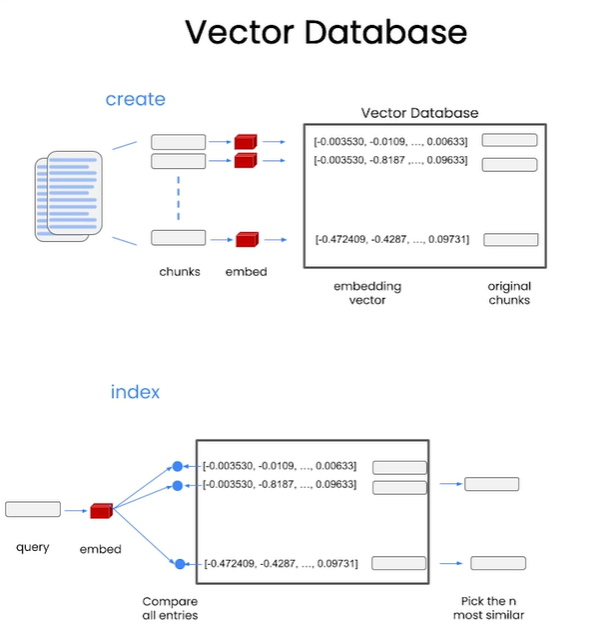 Vector Database
create
Vector Database
[-0.003530, -0.0109, ..., 0.00633]
[-0.003530, -0.8187 ,..., 0.09633]
[-0.472409, -0.4287, ..., 0.09731]
chunks
embed
embedding
vector
original
chunks
index
[-0.003530, -0.0109, ..., 0.00633]
[-0.003530, -0.8187, ..., 0.09633]
query
embed
[-0.472409, -0.4287, ..., 0.09731]
Compare
all entries
Pick the n
most similar